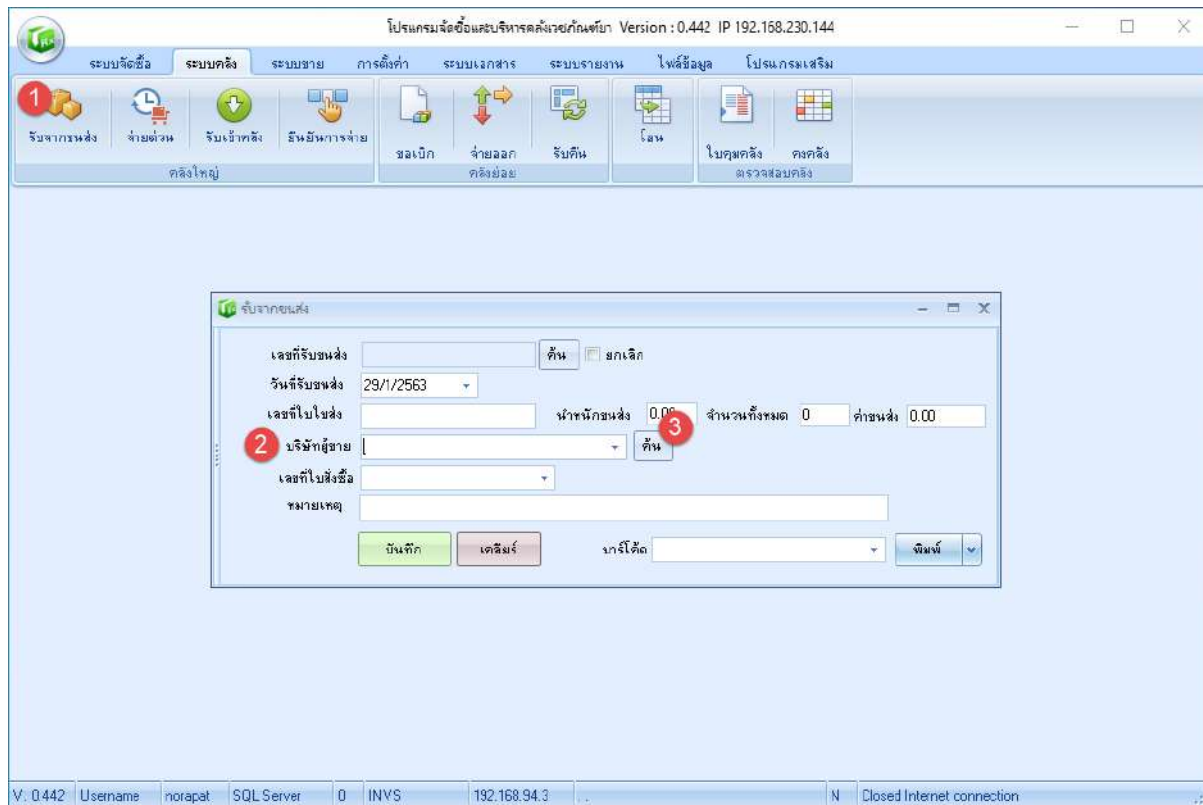 โปรแกรมจัดซื้อและบริหารคลังเวชภัณฑ์ยา Version : 0.442 IP 192.168.230.144
ระบบจัดซื้อ ระบบคลัง ระบบขาย การตั้งค่า ระบบเอกสาร ระบบรายงาน ไฟล์ข้อมูล โปรแกรมเสริม
1
รับจากขนส่ง จ่ายด่วน รับเข้าคลัง ยืนยันการจ่าย ขอเบิก จ่ายออก รับคืน โอน ใบคุมคลัง คงคลัง
คลังใหญ่ คลังย่อย ตรวจสอบคลัง
รับจากขนส่ง
เลขที่รับขนส่ง ค้น ยกเลิก
วันที่รับขนส่ง 29/1/2563
เลขที่ใบใบส่ง น้ำหนักขนส่ง 0.00 จำนวนทั้งหมด 0 ค่าขนส่ง 0.00
2 บริษัทผู้ขาย ค้น 3
เลขที่ใบสั่งซื้อ
หมายเหตุ
บันทึก เคลียร์ บาร์โค้ด พิมพ์
V. 0.442 Username norapat SQL Server 0 INVS 192.168.94.3 . . N Closed Internet connection